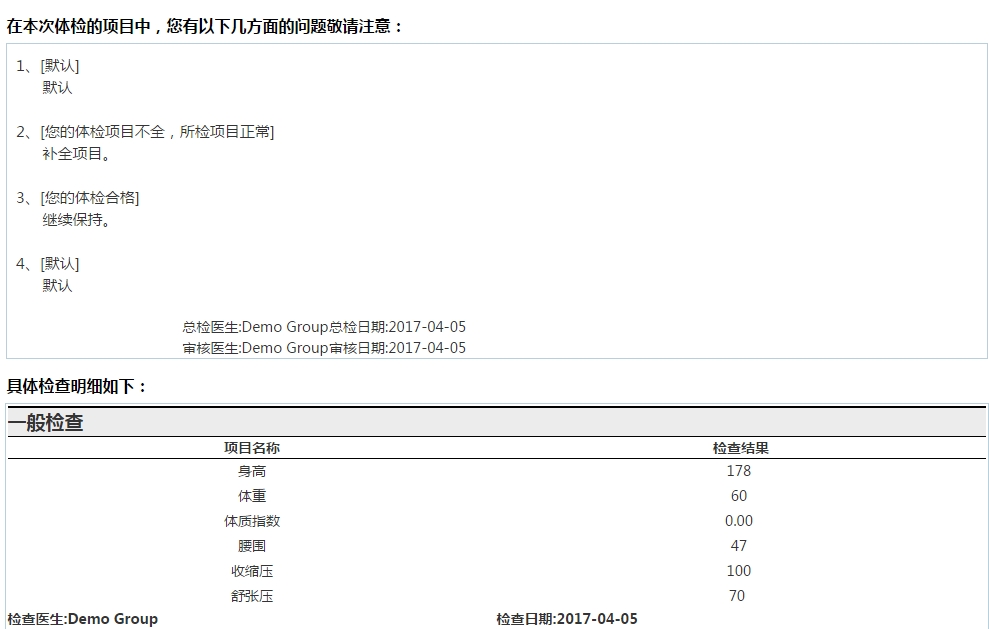 在本次体检的项目中，您有以下几方面的问题敬请注意：
1、[默认]
默认
2、[您的体检项目不全，所检项目正常]
补全项目。
3、[您的体检合格]
继续保持。
4、[默认]
默认
总检医生:Demo Group总检日期:2017-04-05
审核医生:Demo Group审核日期:2017-04-05
具体检查明细如下：
一般检查
项目名称 检查结果
身高 178
体重 60
体质指数 0.00
腰围 47
收缩压 100
舒张压 70
检查医生:Demo Group 检查日期:2017-04-05